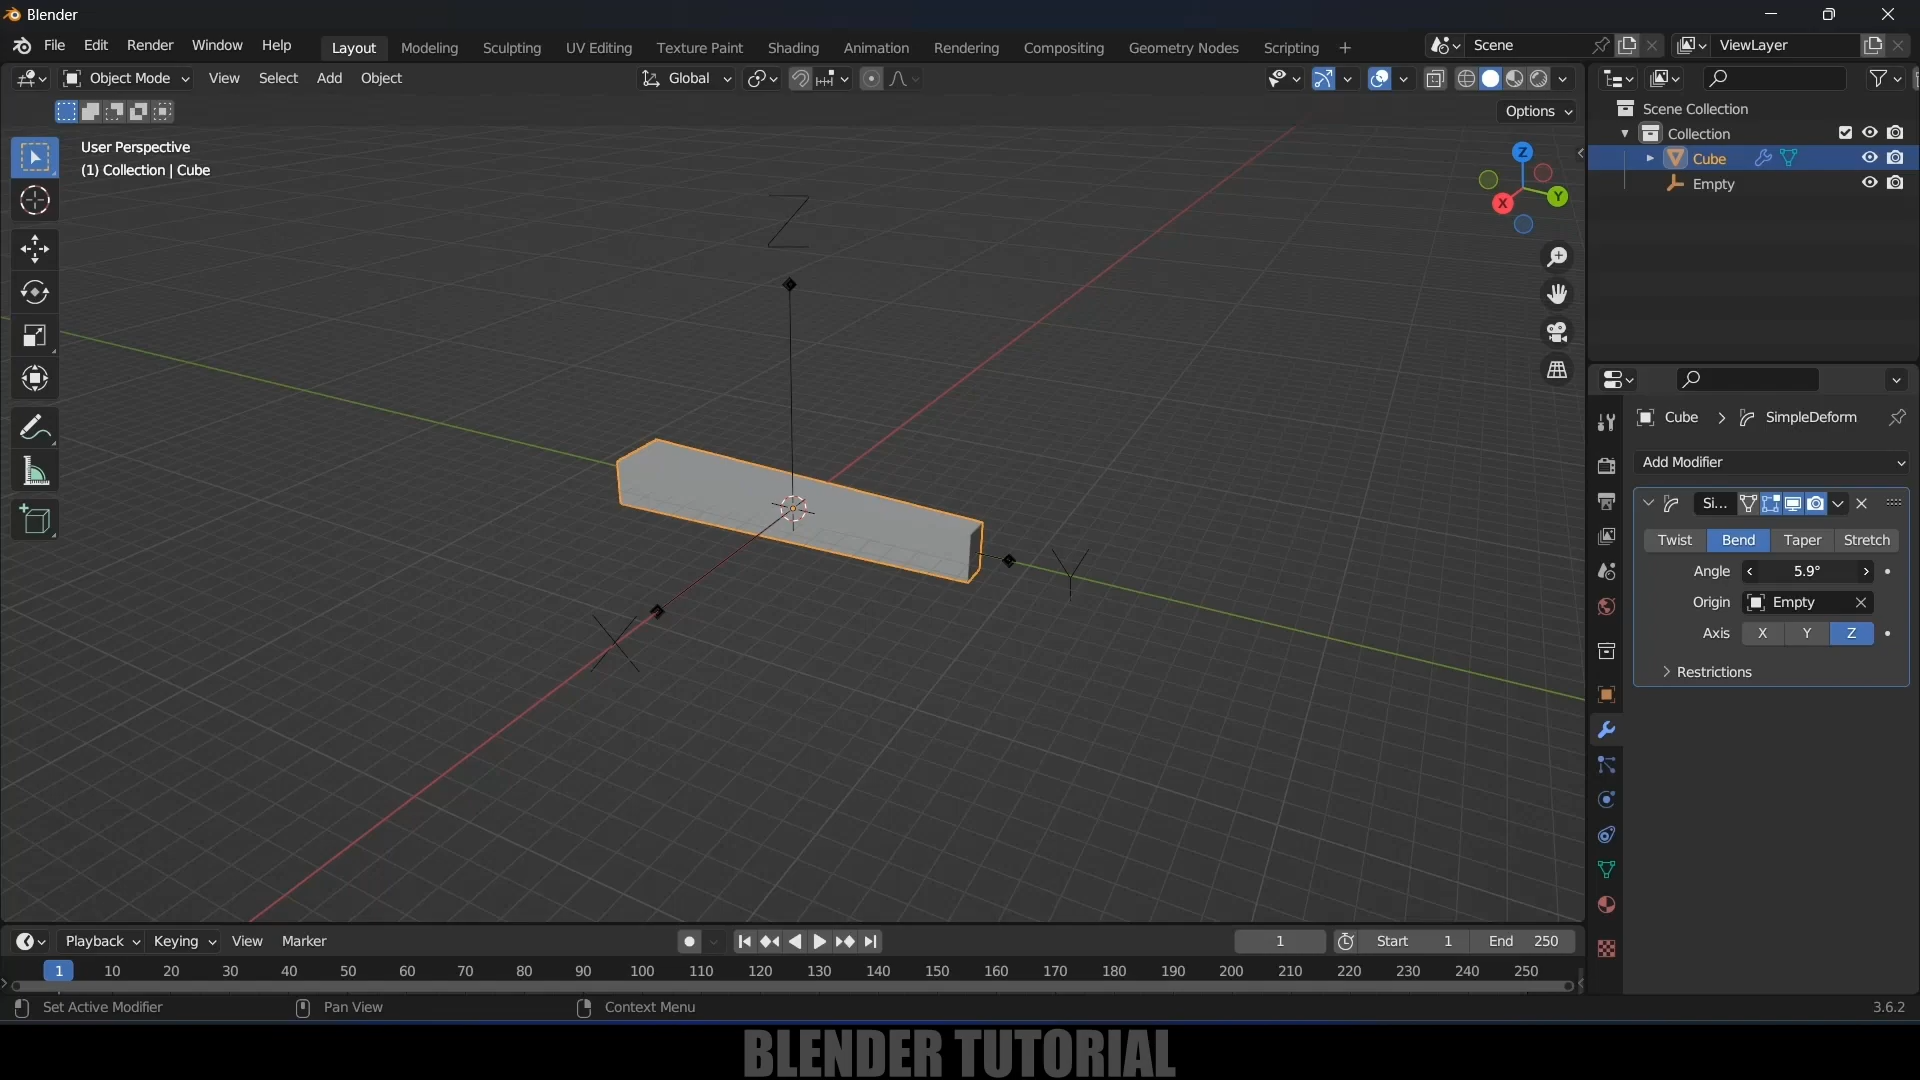 Blender
File Edit Render Window Help Layout Modeling Sculpting UV Editing Texture Paint Shading Animation Rendering Compositing Geometry Nodes Scripting + Scene ViewLayer
Object Mode View Select Add Object Global
Options
User Perspective
(1) Collection | Cube
Z
X
Y
Z
Y
X
Scene Collection
Collection
Cube
Empty
Cube > SimpleDeform
Add Modifier
Si...
Twist Bend Taper Stretch
Angle 5.9°
Origin Empty
Axis X Y Z
Restrictions
Playback Keying View Marker 1 Start 1 End 250
1 10 20 30 40 50 60 70 80 90 100 110 120 130 140 150 160 170 180 190 200 210 220 230 240 250
Set Active Modifier Pan View Context Menu 3.6.2
BLENDER TUTORIAL